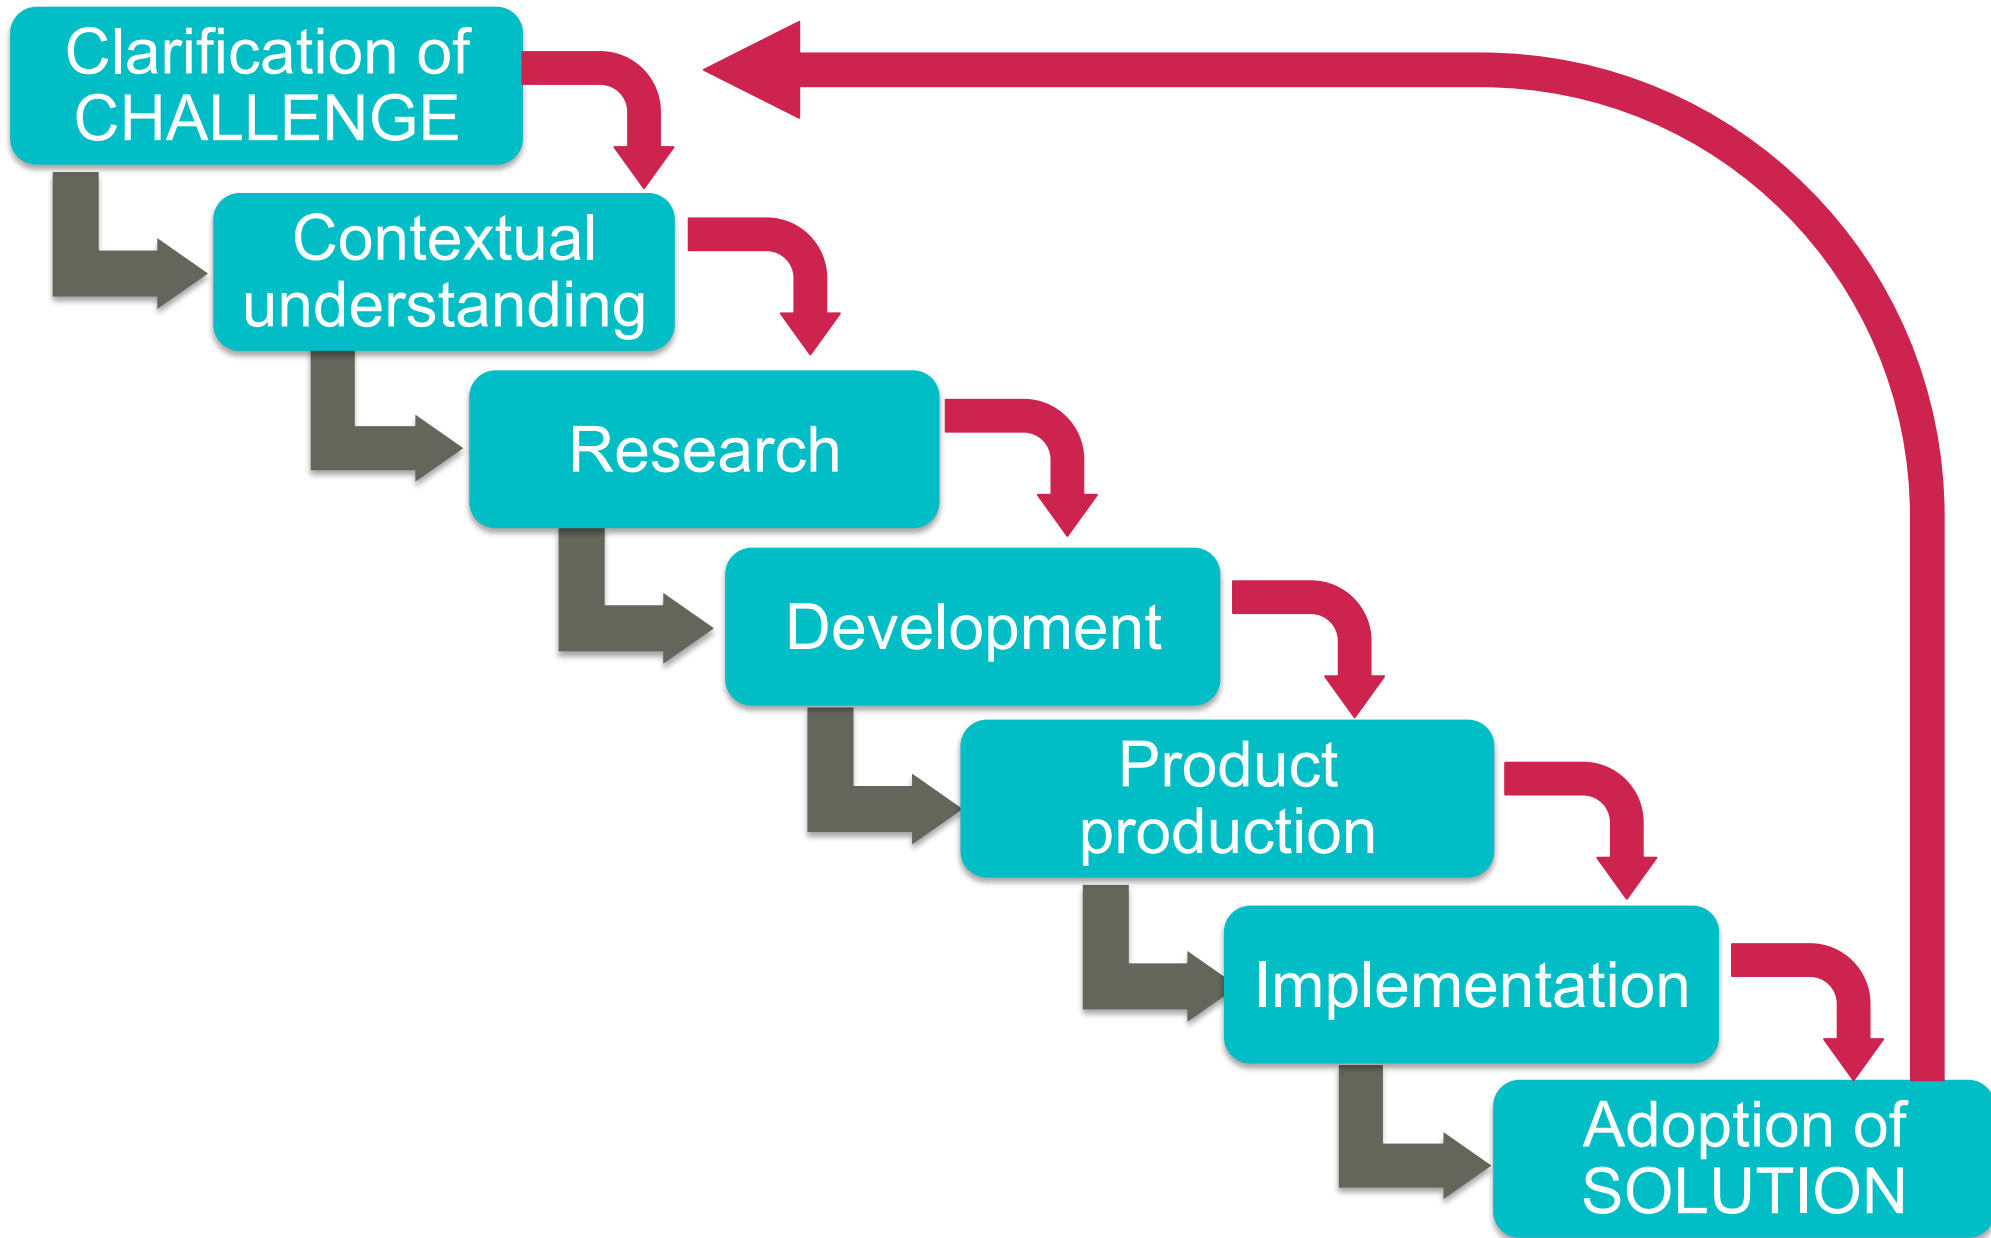 Clarification of
CHALLENGE
Contextual
understanding
Research
Development
Product
production
Implementation
Adoption of
SOLUTION